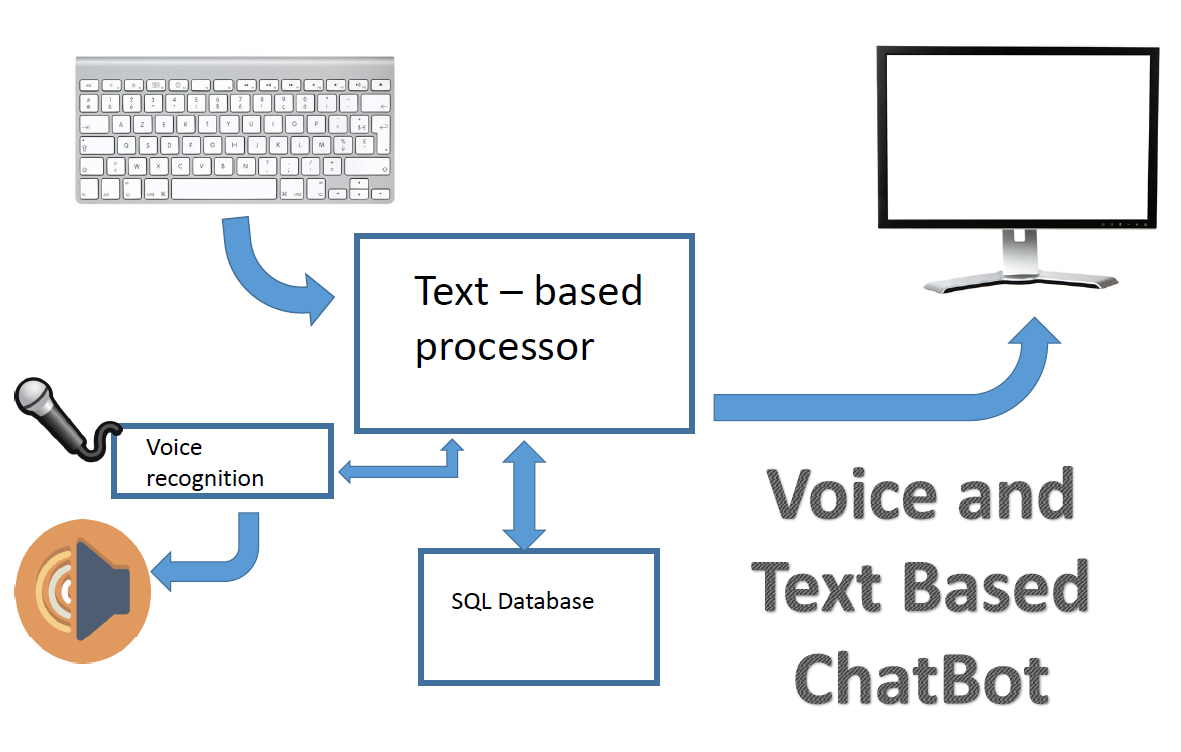 Text – based
processor
Voice
recognition
SQL Database
Voice and
Text Based
ChatBot